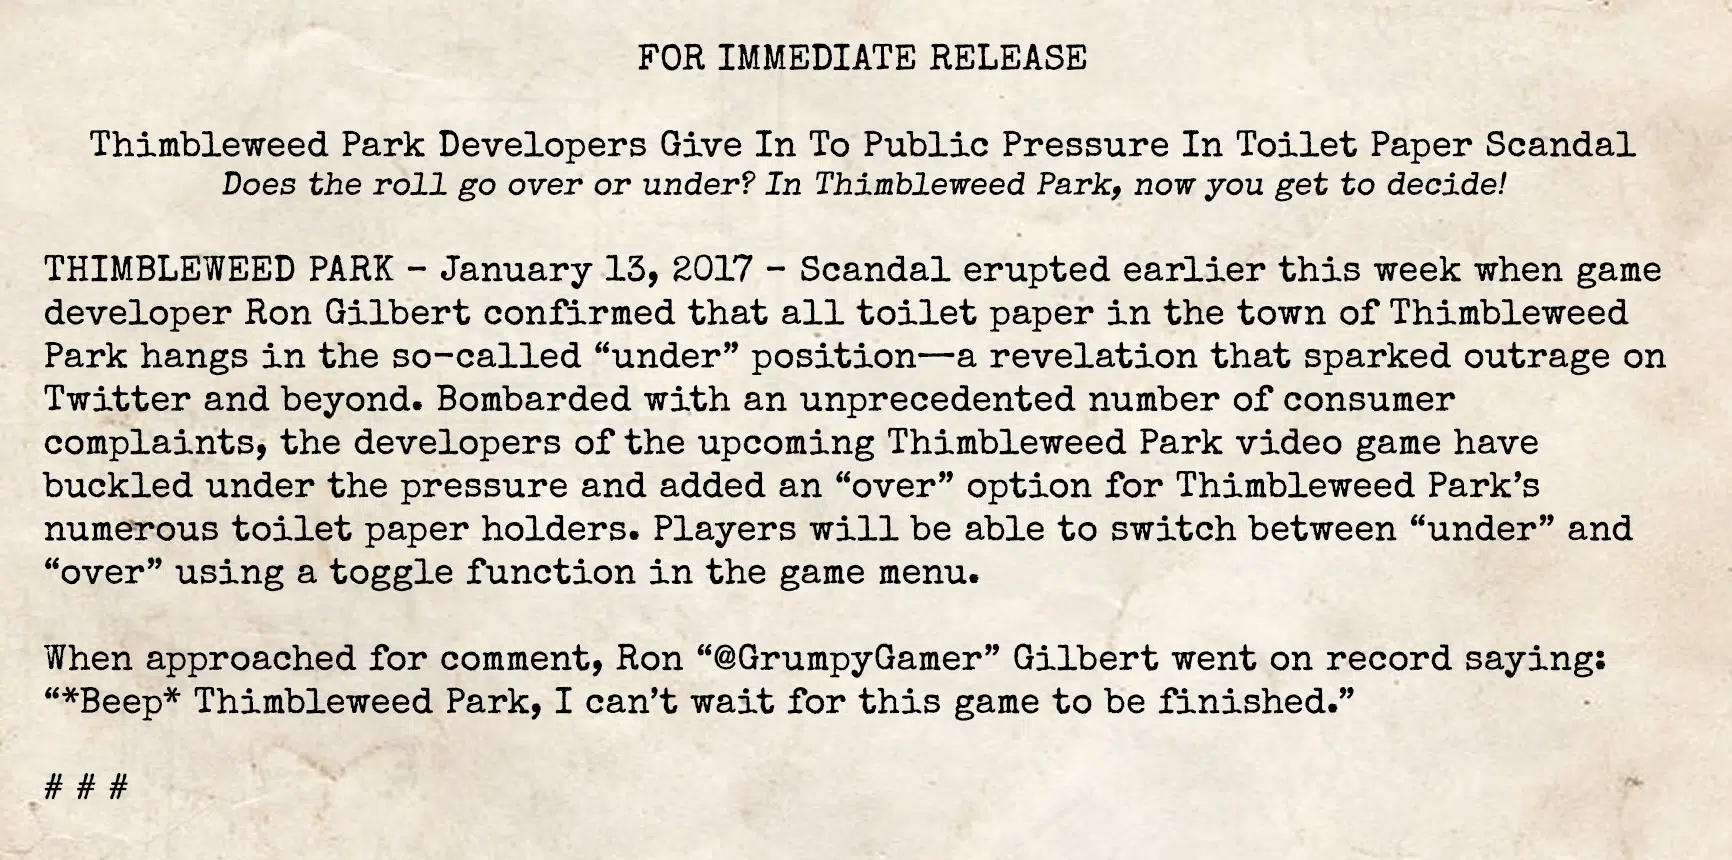 FOR IMMEDIATE RELEASE
Thimbleweed Park Developers Give In To Public Pressure In Toilet Paper Scandal
Does the roll go over or under? In Thimbleweed Park, now you get to decide!
THIMBLEWEED PARK - January 13, 2017 - Scandal erupted earlier this week when game
developer Ron Gilbert confirmed that all toilet paper in the town of Thimbleweed
Park hangs in the so-called “under” position—a revelation that sparked outrage on
Twitter and beyond. Bombarded with an unprecedented number of consumer
complaints, the developers of the upcoming Thimbleweed Park video game have
buckled under the pressure and added an “over” option for Thimbleweed Park’s
numerous toilet paper holders. Players will be able to switch between “under” and
“over” using a toggle function in the game menu.
When approached for comment, Ron “@GrumpyGamer” Gilbert went on record saying:
“*Beep* Thimbleweed Park, I can’t wait for this game to be finished.”
# # #